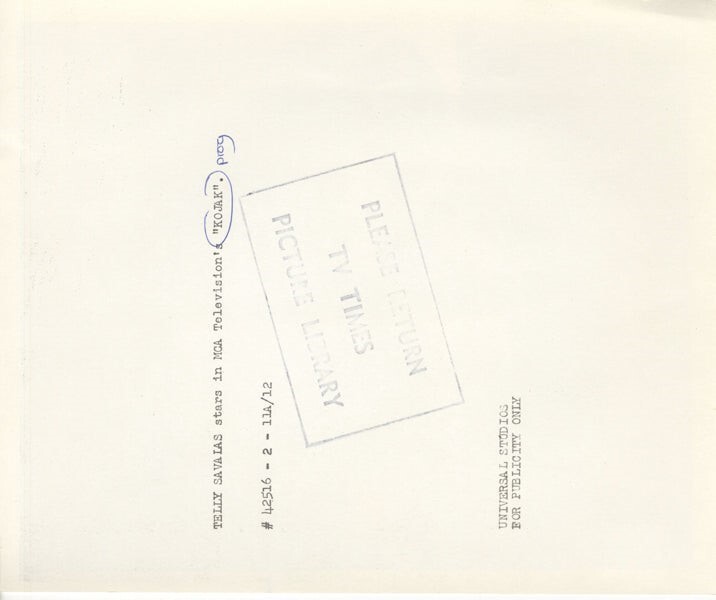 TELLY SAVALAS stars in MCA Television's "KOJAK".
prog
# 42516 - 2 - 11A/12
PLEASE RETURN
TV TIMES
PICTURE LIBRARY
UNIVERSAL STUDIOS
FOR PUBLICITY ONLY